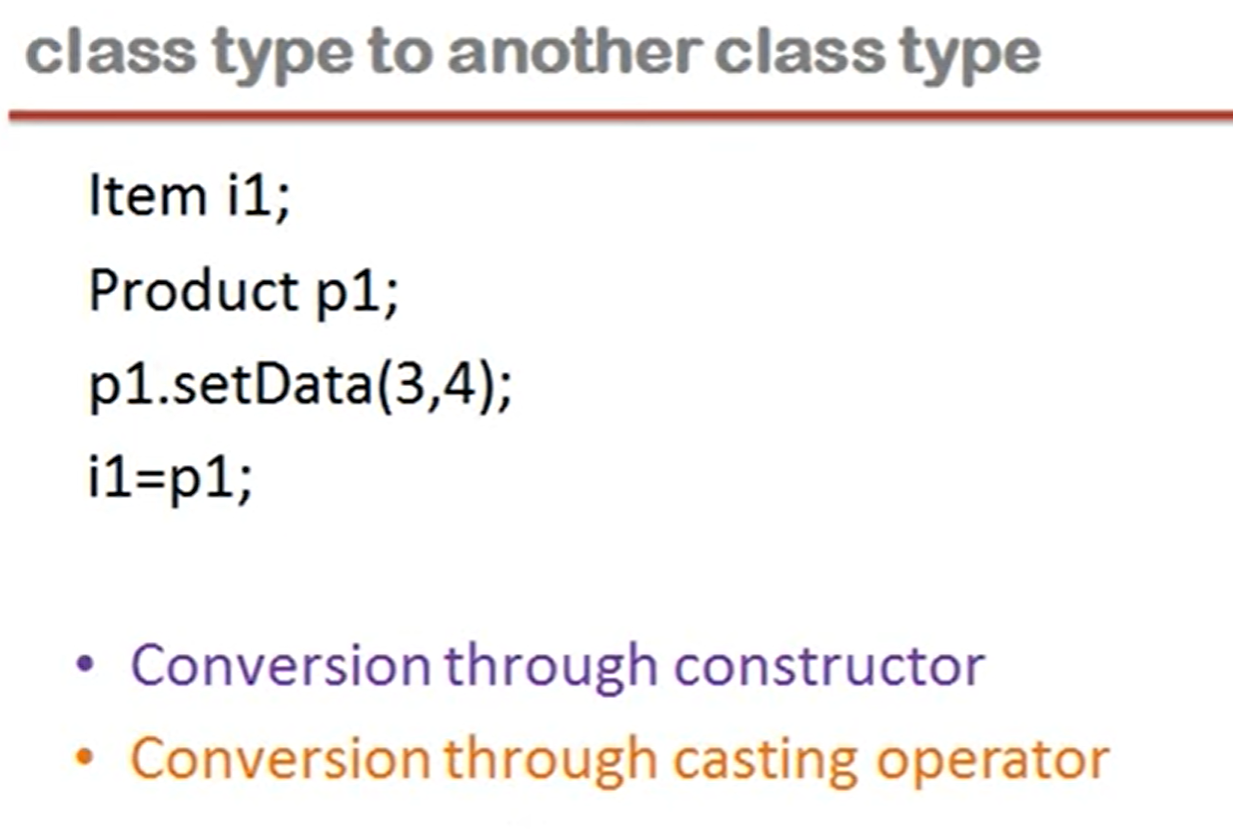 class type to another class type
Item i1;
Product p1;
p1.setData(3,4);
i1=p1;
• Conversion through constructor
• Conversion through casting operator